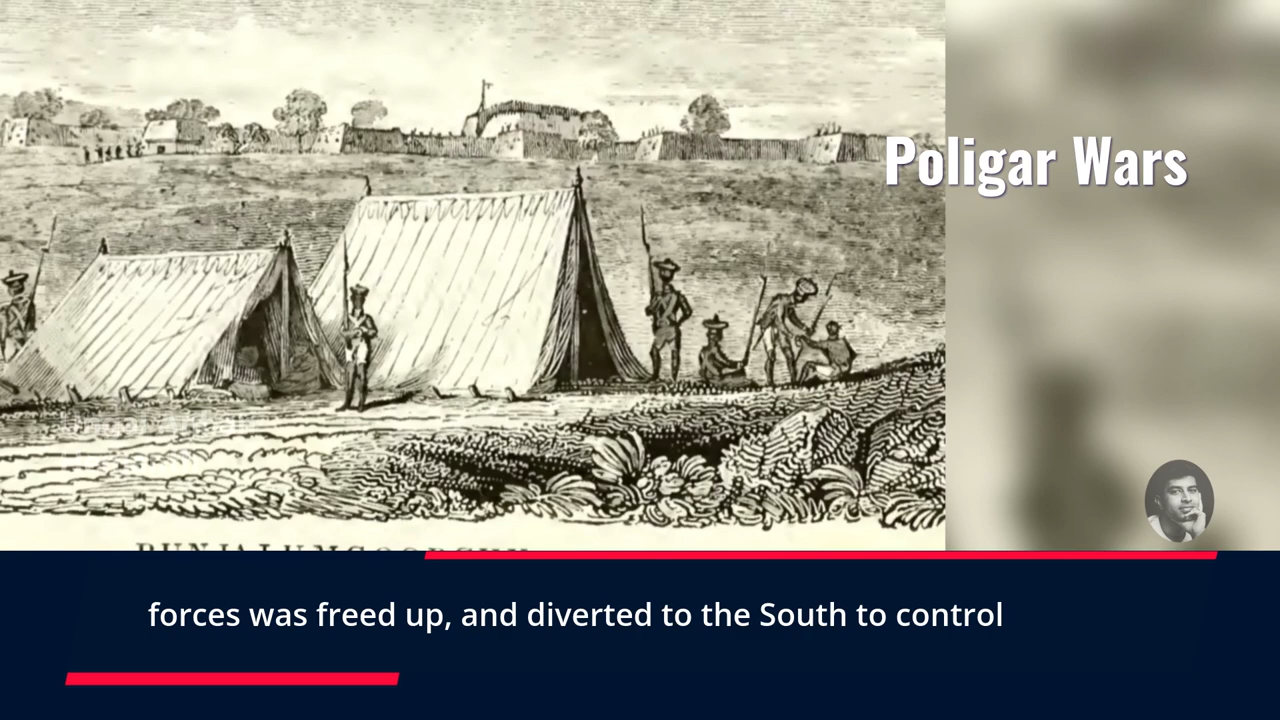 Poligar Wars
forces was freed up, and diverted to the South to control